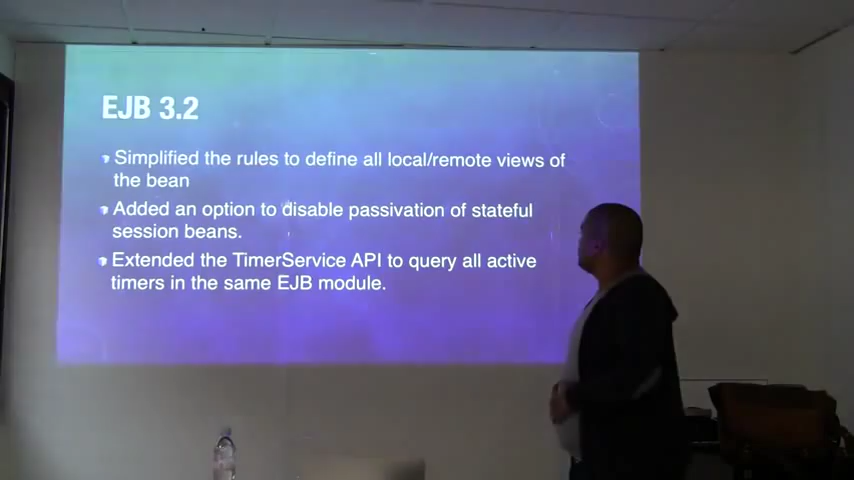 EJB 3.2
Simplified the rules to define all local/remote views of
the bean
Added an option to disable passivation of stateful
session beans.
Extended the TimerService API to query all active
timers in the same EJB module.